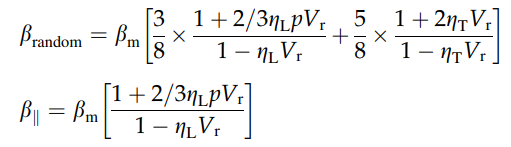 β_random = β_m [ 3/8 × (1 + 2/3η_L pV_r)/(1 − η_L V_r) + 5/8 × (1 + 2η_T V_r)/(1 − η_T V_r) ]
β_∥ = β_m [ (1 + 2/3η_L pV_r)/(1 − η_L V_r) ]